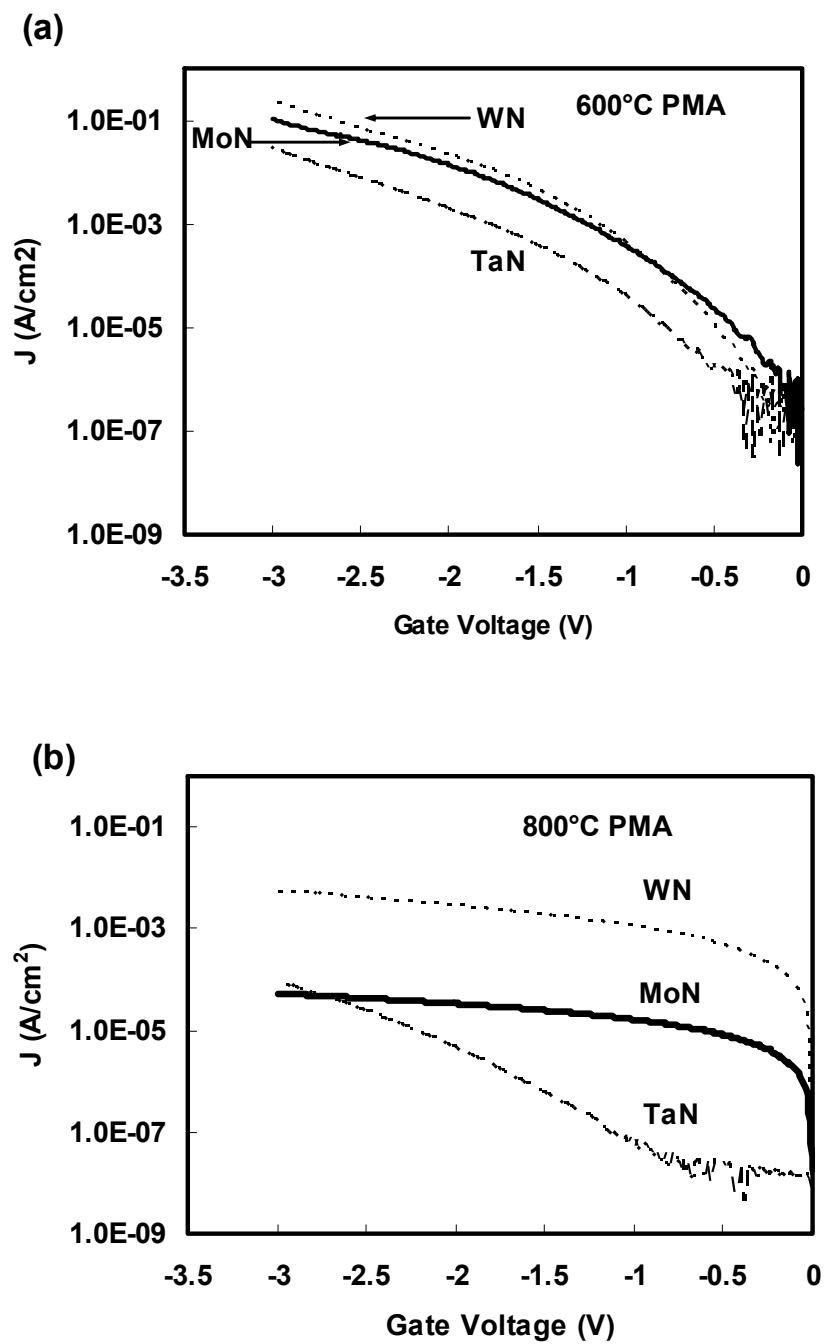 (a)
600°C PMA
WN
MoN
TaN
1.0E-01
1.0E-03
1.0E-05
1.0E-07
1.0E-09
J (A/cm2)
-3.5 -3 -2.5 -2 -1.5 -1 -0.5 0
Gate Voltage (V)
(b)
800°C PMA
WN
MoN
TaN
1.0E-01
1.0E-03
1.0E-05
1.0E-07
1.0E-09
J (A/cm²)
-3.5 -3 -2.5 -2 -1.5 -1 -0.5 0
Gate Voltage (V)